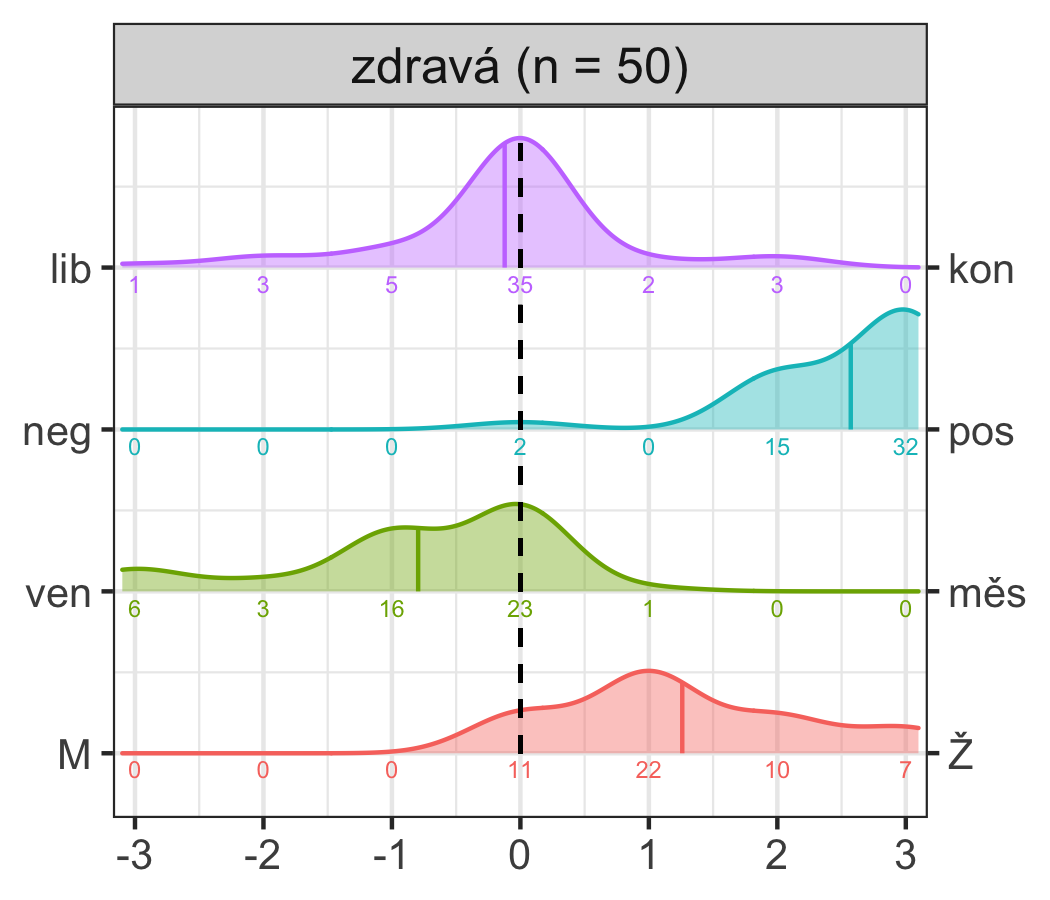 zdravá (n = 50)
lib kon
1 3 5 35 2 3 0
neg pos
0 0 0 2 0 15 32
ven měs
6 3 16 23 1 0 0
M Ž
0 0 0 11 22 10 7
-3 -2 -1 0 1 2 3